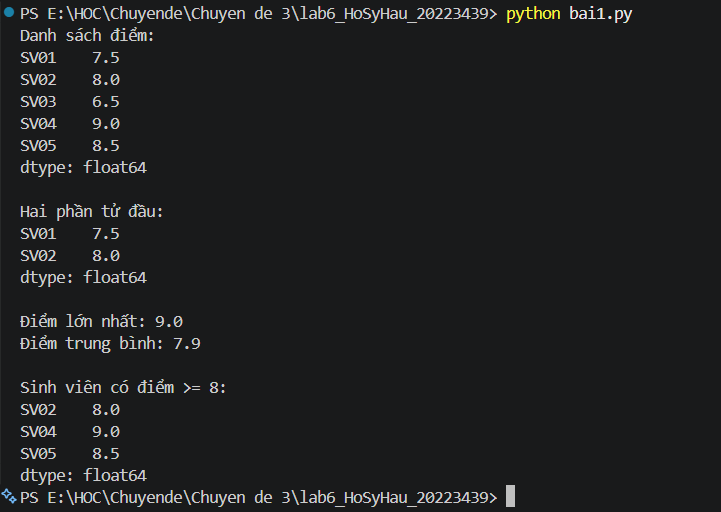 PS E:\HOC\Chuyende\Chuyen de 3\lab6_HoSyHau_20223439> python bai1.py
Danh sách điểm:
SV01    7.5
SV02    8.0
SV03    6.5
SV04    9.0
SV05    8.5
dtype: float64

Hai phần tử đầu:
SV01    7.5
SV02    8.0
dtype: float64

Điểm lớn nhất: 9.0
Điểm trung bình: 7.9

Sinh viên có điểm >= 8:
SV02    8.0
SV04    9.0
SV05    8.5
dtype: float64
PS E:\HOC\Chuyende\Chuyen de 3\lab6_HoSyHau_20223439>